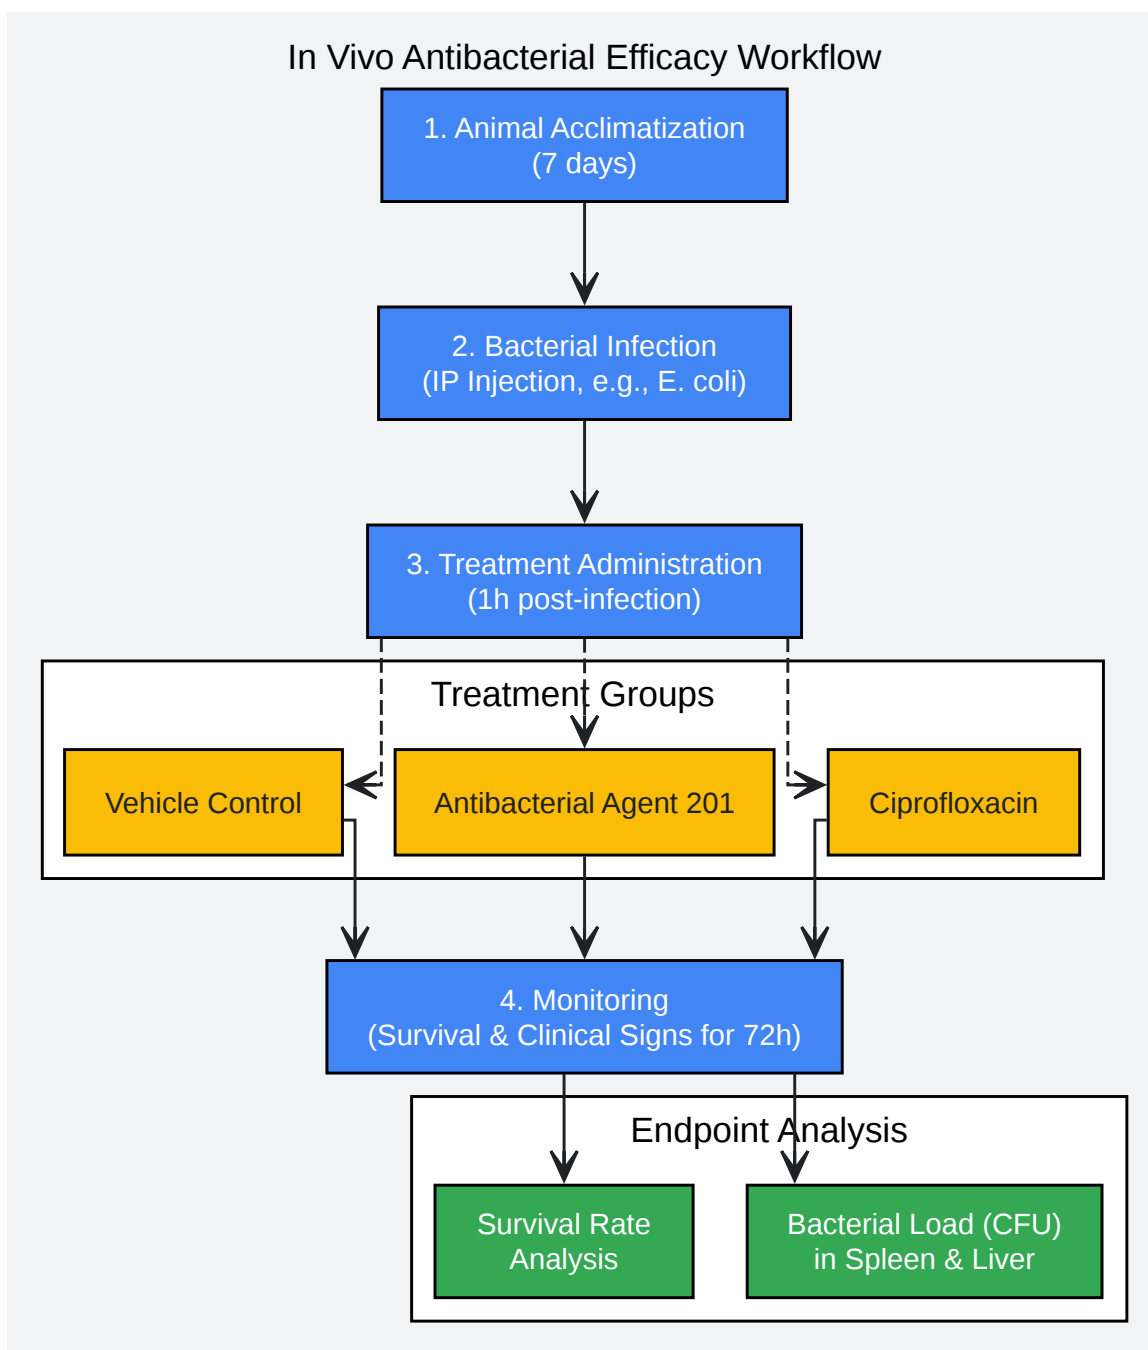 In Vivo Antibacterial Efficacy Workflow
1. Animal Acclimatization
(7 days)
2. Bacterial Infection
(IP Injection, e.g., E. coli)
3. Treatment Administration
(1h post-infection)
Treatment Groups
Vehicle Control
Antibacterial Agent 201
Ciprofloxacin
4. Monitoring
(Survival & Clinical Signs for 72h)
Endpoint Analysis
Survival Rate
Analysis
Bacterial Load (CFU)
in Spleen & Liver